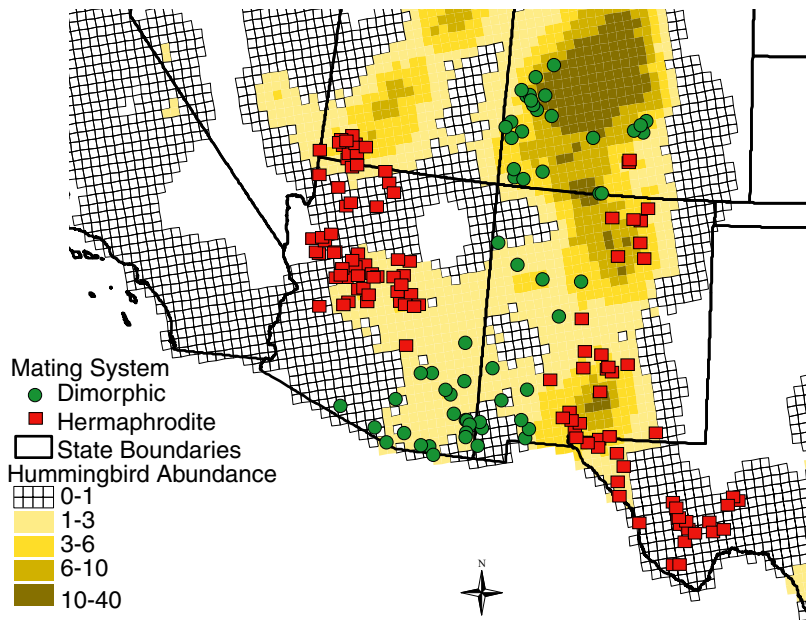 Mating System
Dimorphic
Hermaphrodite
State Boundaries
Hummingbird Abundance
0-1
1-3
3-6
6-10
10-40
N